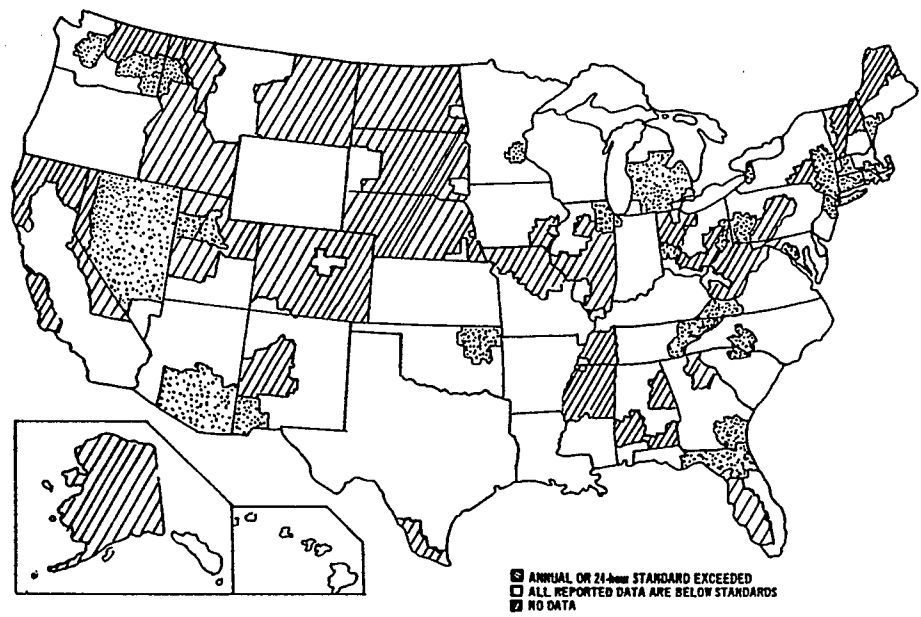 ANNUAL OR 24-hour STANDARD EXCEEDED
ALL REPORTED DATA ARE BELOW STANDARDS
NO DATA